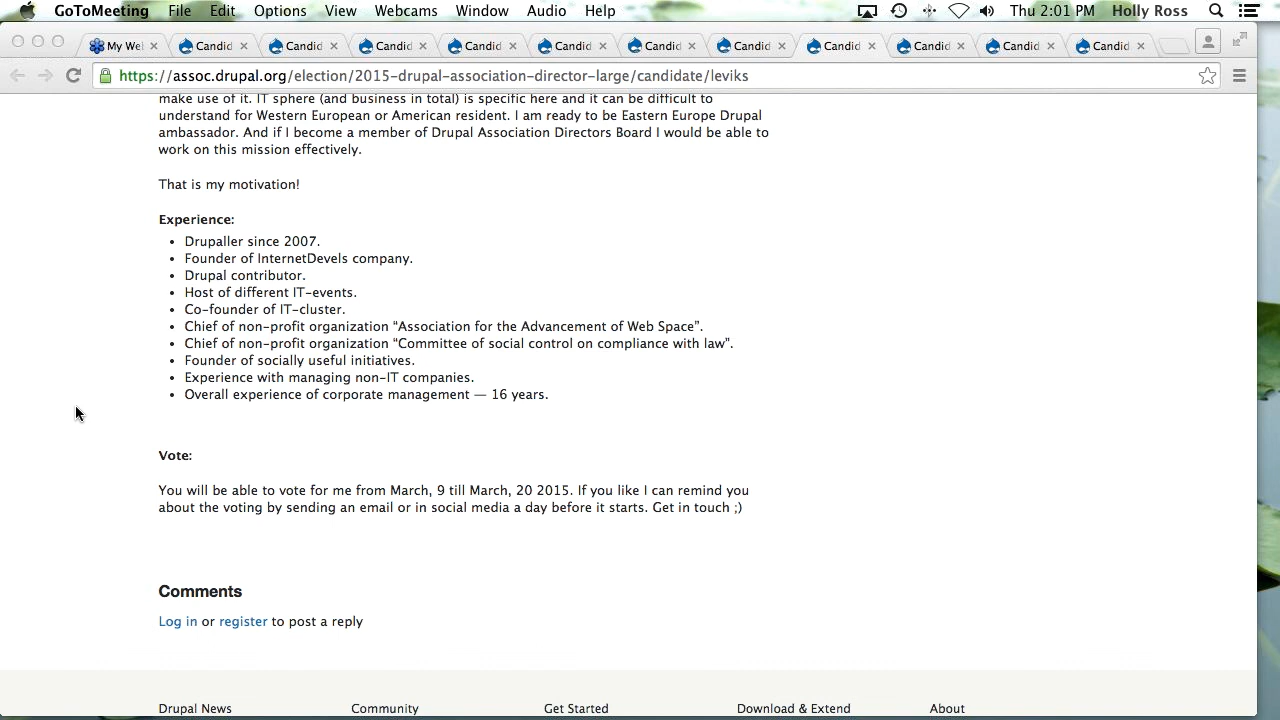 GoToMeeting File Edit Options View Webcams Window Audio Help Thu 2:01 PM Holly Ross
My Wel Candid Candid Candid Candid Candid Candid Candid Candid Candid Candid Candid
https://assoc.drupal.org/election/2015-drupal-association-director-large/candidate/leviks
make use of it. IT sphere (and business in total) is specific here and it can be difficult to
understand for Western European or American resident. I am ready to be Eastern Europe Drupal
ambassador. And if I become a member of Drupal Association Directors Board I would be able to
work on this mission effectively.
That is my motivation!
Experience:
• Drupaller since 2007.
• Founder of InternetDevels company.
• Drupal contributor.
• Host of different IT-events.
• Co-founder of IT-cluster.
• Chief of non-profit organization “Association for the Advancement of Web Space”.
• Chief of non-profit organization “Committee of social control on compliance with law”.
• Founder of socially useful initiatives.
• Experience with managing non-IT companies.
• Overall experience of corporate management — 16 years.
Vote:
You will be able to vote for me from March, 9 till March, 20 2015. If you like I can remind you
about the voting by sending an email or in social media a day before it starts. Get in touch ;)
Comments
Log in or register to post a reply
Drupal News Community Get Started Download & Extend About